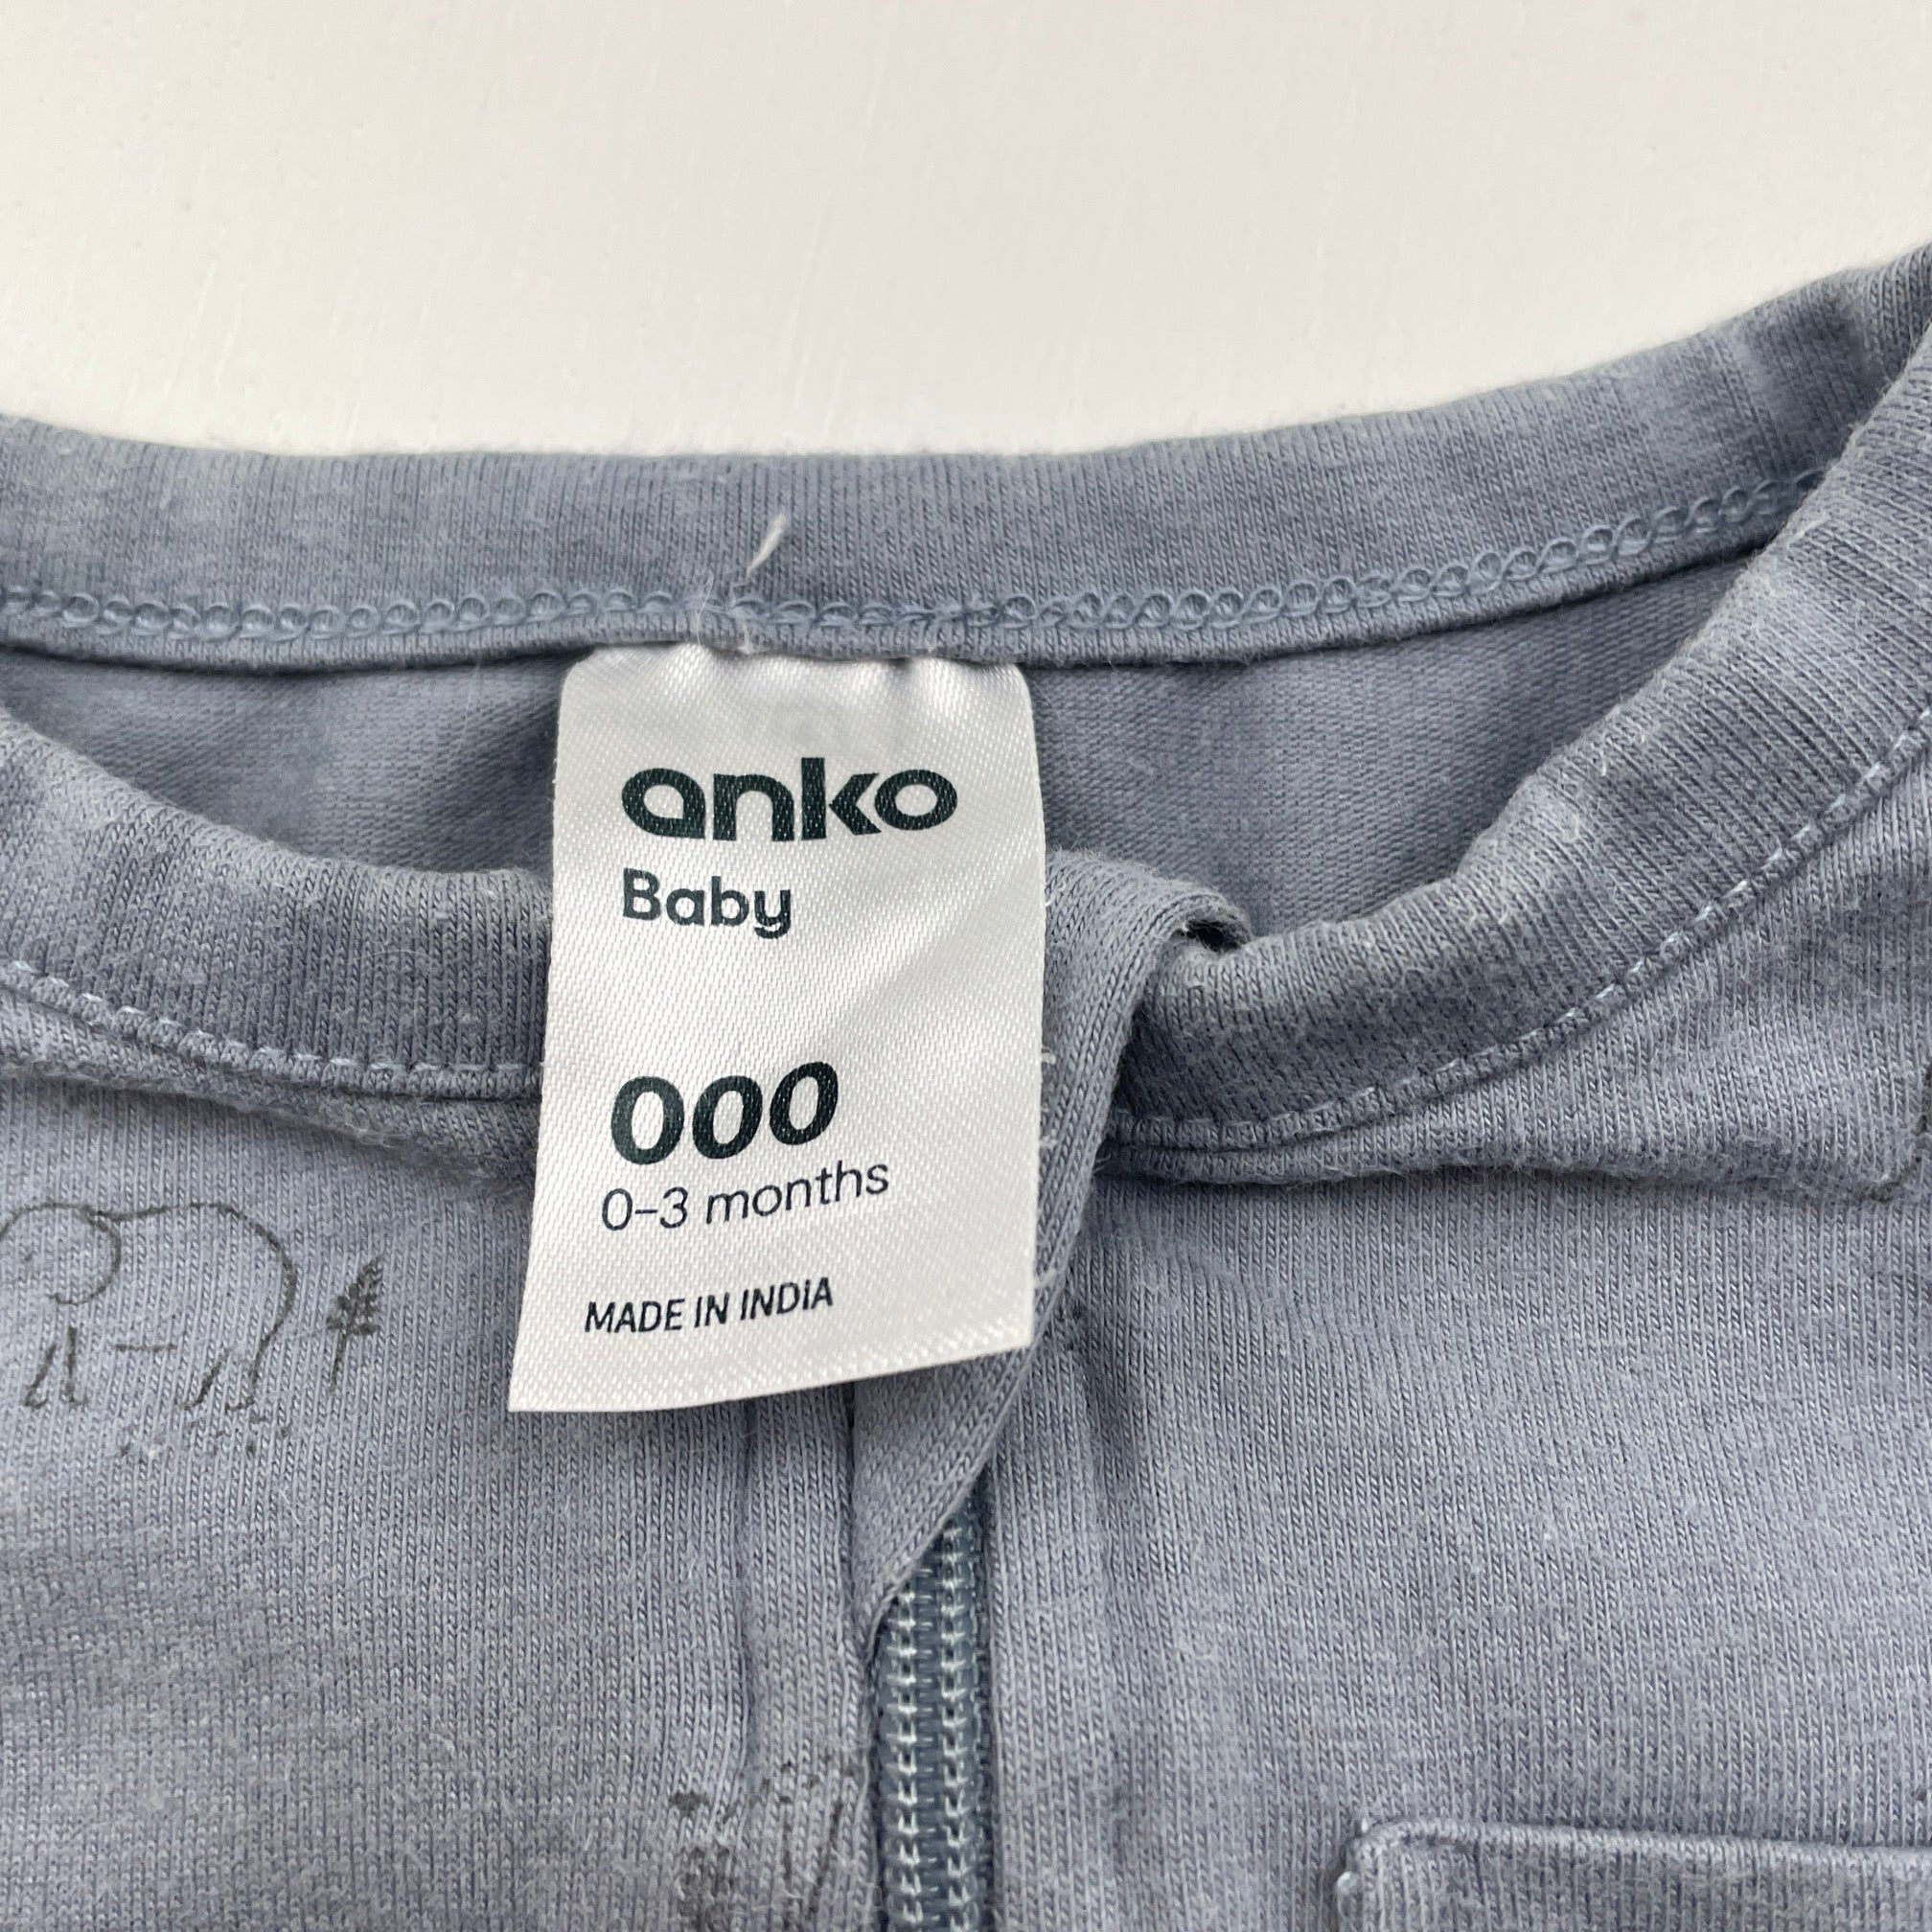 anko
Baby
000
0-3 months
MADE IN INDIA